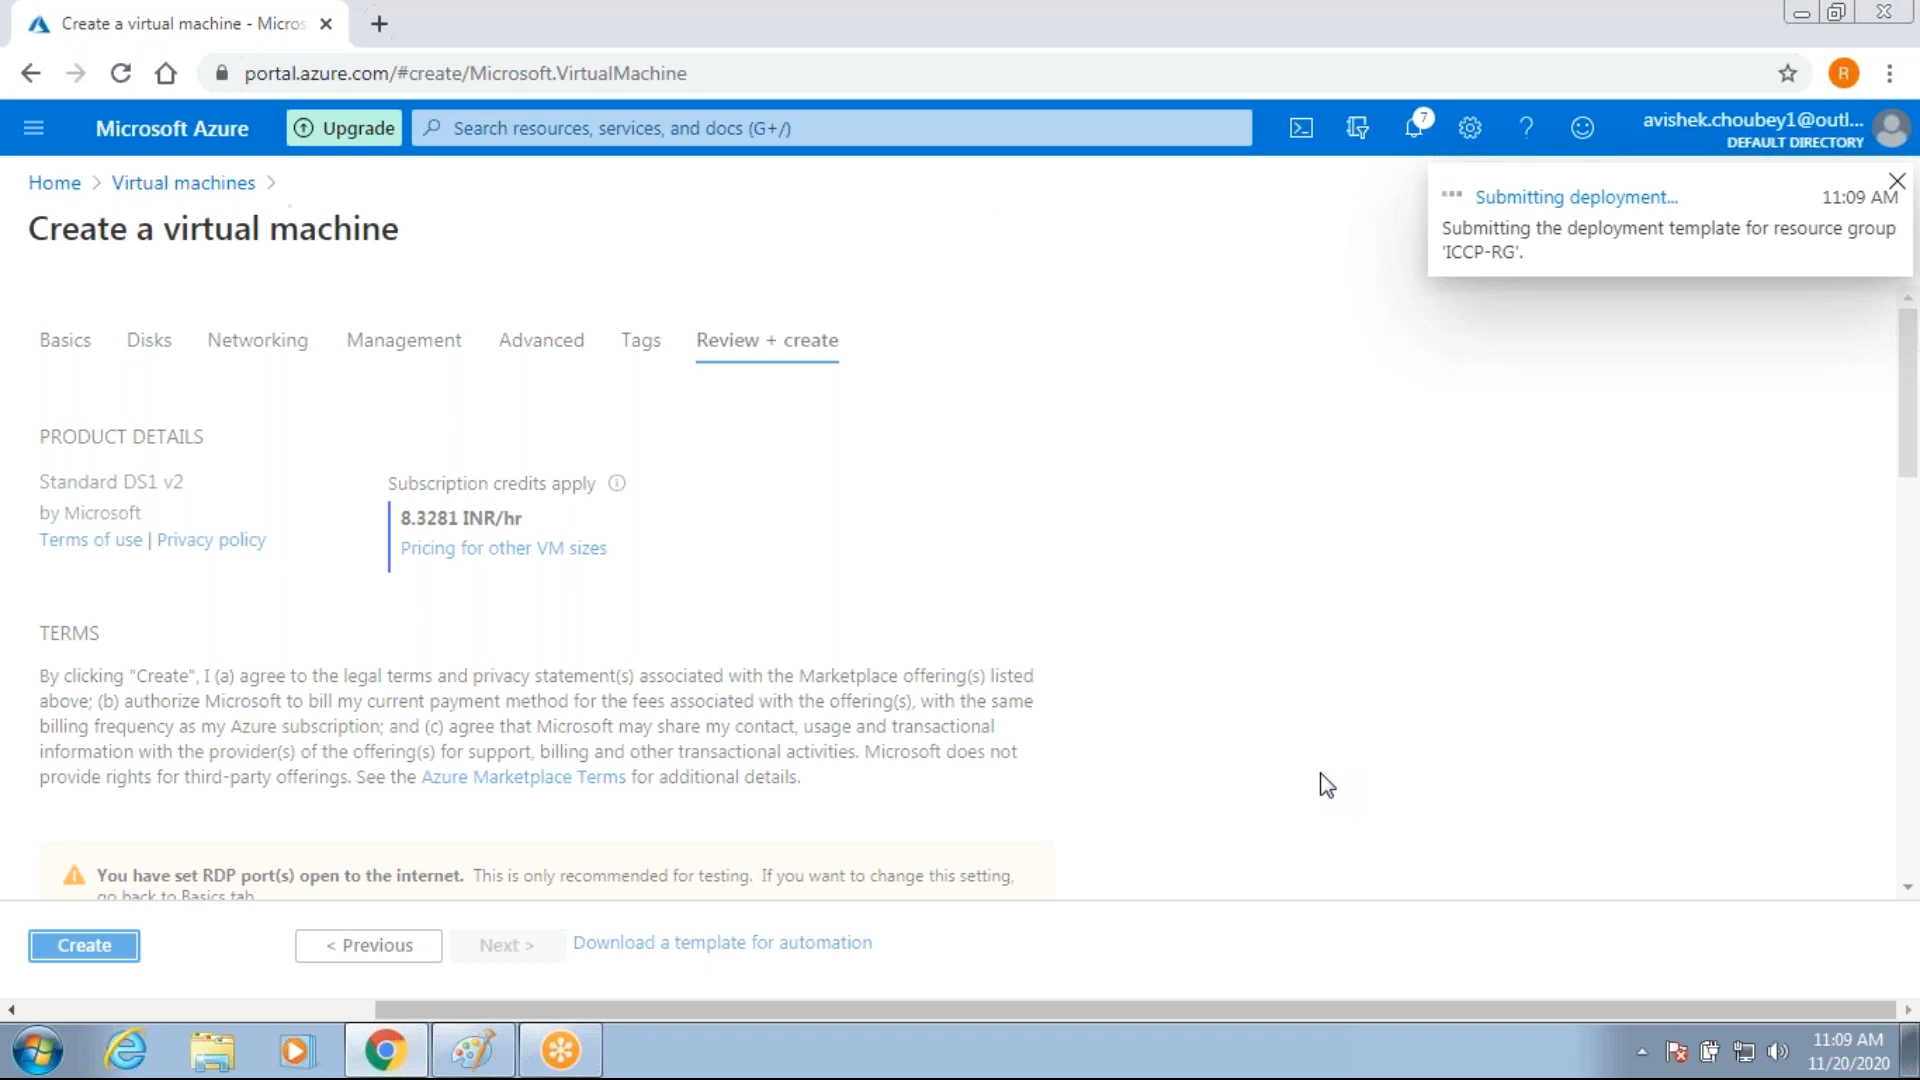 Create a virtual machine - Micros
portal.azure.com/#create/Microsoft.VirtualMachine
R
Microsoft Azure
Upgrade
Search resources, services, and docs (G+/)
7
avishek.choubey1@outl...
DEFAULT DIRECTORY
Home > Virtual machines >
Create a virtual machine
Submitting deployment...
11:09 AM
Submitting the deployment template for resource group
'ICCP-RG'.
Basics
Disks
Networking
Management
Advanced
Tags
Review + create
PRODUCT DETAILS
Standard DS1 v2
by Microsoft
Terms of use | Privacy policy
Subscription credits apply
8.3281 INR/hr
Pricing for other VM sizes
TERMS
By clicking "Create", I (a) agree to the legal terms and privacy statement(s) associated with the Marketplace offering(s) listed
above; (b) authorize Microsoft to bill my current payment method for the fees associated with the offering(s), with the same
billing frequency as my Azure subscription; and (c) agree that Microsoft may share my contact, usage and transactional
information with the provider(s) of the offering(s) for support, billing and other transactional activities. Microsoft does not
provide rights for third-party offerings. See the Azure Marketplace Terms for additional details.
You have set RDP port(s) open to the internet. This is only recommended for testing. If you want to change this setting,
go back to Basics tab
Create
< Previous
Next >
Download a template for automation
11:09 AM
11/20/2020